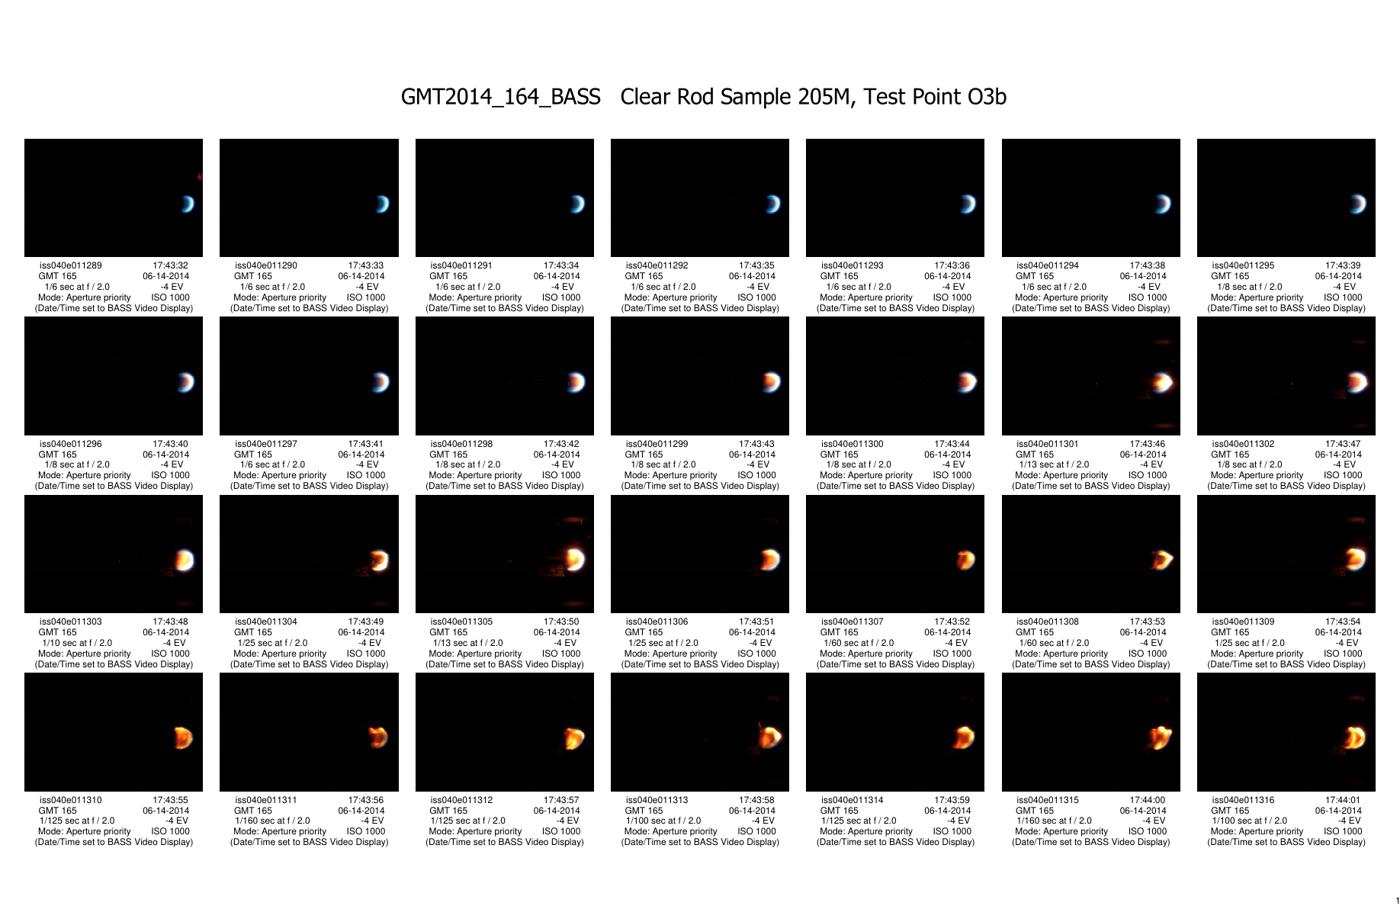 GMT2014_164_BASS   Clear Rod Sample 205M, Test Point O3b
iss040e011289 17:43:32
GMT 165 06-14-2014
1/6 sec at f / 2.0 -4 EV
Mode: Aperture priority ISO 1000
(Date/Time set to BASS Video Display)
iss040e011290 17:43:33
GMT 165 06-14-2014
1/6 sec at f / 2.0 -4 EV
Mode: Aperture priority ISO 1000
(Date/Time set to BASS Video Display)
iss040e011291 17:43:34
GMT 165 06-14-2014
1/6 sec at f / 2.0 -4 EV
Mode: Aperture priority ISO 1000
(Date/Time set to BASS Video Display)
iss040e011292 17:43:35
GMT 165 06-14-2014
1/6 sec at f / 2.0 -4 EV
Mode: Aperture priority ISO 1000
(Date/Time set to BASS Video Display)
iss040e011293 17:43:36
GMT 165 06-14-2014
1/6 sec at f / 2.0 -4 EV
Mode: Aperture priority ISO 1000
(Date/Time set to BASS Video Display)
iss040e011294 17:43:38
GMT 165 06-14-2014
1/6 sec at f / 2.0 -4 EV
Mode: Aperture priority ISO 1000
(Date/Time set to BASS Video Display)
iss040e011295 17:43:39
GMT 165 06-14-2014
1/8 sec at f / 2.0 -4 EV
Mode: Aperture priority ISO 1000
(Date/Time set to BASS Video Display)
iss040e011296 17:43:40
GMT 165 06-14-2014
1/8 sec at f / 2.0 -4 EV
Mode: Aperture priority ISO 1000
(Date/Time set to BASS Video Display)
iss040e011297 17:43:41
GMT 165 06-14-2014
1/6 sec at f / 2.0 -4 EV
Mode: Aperture priority ISO 1000
(Date/Time set to BASS Video Display)
iss040e011298 17:43:42
GMT 165 06-14-2014
1/8 sec at f / 2.0 -4 EV
Mode: Aperture priority ISO 1000
(Date/Time set to BASS Video Display)
iss040e011299 17:43:43
GMT 165 06-14-2014
1/8 sec at f / 2.0 -4 EV
Mode: Aperture priority ISO 1000
(Date/Time set to BASS Video Display)
iss040e011300 17:43:44
GMT 165 06-14-2014
1/8 sec at f / 2.0 -4 EV
Mode: Aperture priority ISO 1000
(Date/Time set to BASS Video Display)
iss040e011301 17:43:46
GMT 165 06-14-2014
1/13 sec at f / 2.0 -4 EV
Mode: Aperture priority ISO 1000
(Date/Time set to BASS Video Display)
iss040e011302 17:43:47
GMT 165 06-14-2014
1/8 sec at f / 2.0 -4 EV
Mode: Aperture priority ISO 1000
(Date/Time set to BASS Video Display)
iss040e011303 17:43:48
GMT 165 06-14-2014
1/10 sec at f / 2.0 -4 EV
Mode: Aperture priority ISO 1000
(Date/Time set to BASS Video Display)
iss040e011304 17:43:49
GMT 165 06-14-2014
1/25 sec at f / 2.0 -4 EV
Mode: Aperture priority ISO 1000
(Date/Time set to BASS Video Display)
iss040e011305 17:43:50
GMT 165 06-14-2014
1/13 sec at f / 2.0 -4 EV
Mode: Aperture priority ISO 1000
(Date/Time set to BASS Video Display)
iss040e011306 17:43:51
GMT 165 06-14-2014
1/25 sec at f / 2.0 -4 EV
Mode: Aperture priority ISO 1000
(Date/Time set to BASS Video Display)
iss040e011307 17:43:52
GMT 165 06-14-2014
1/60 sec at f / 2.0 -4 EV
Mode: Aperture priority ISO 1000
(Date/Time set to BASS Video Display)
iss040e011308 17:43:53
GMT 165 06-14-2014
1/60 sec at f / 2.0 -4 EV
Mode: Aperture priority ISO 1000
(Date/Time set to BASS Video Display)
iss040e011309 17:43:54
GMT 165 06-14-2014
1/25 sec at f / 2.0 -4 EV
Mode: Aperture priority ISO 1000
(Date/Time set to BASS Video Display)
iss040e011310 17:43:55
GMT 165 06-14-2014
1/125 sec at f / 2.0 -4 EV
Mode: Aperture priority ISO 1000
(Date/Time set to BASS Video Display)
iss040e011311 17:43:56
GMT 165 06-14-2014
1/160 sec at f / 2.0 -4 EV
Mode: Aperture priority ISO 1000
(Date/Time set to BASS Video Display)
iss040e011312 17:43:57
GMT 165 06-14-2014
1/125 sec at f / 2.0 -4 EV
Mode: Aperture priority ISO 1000
(Date/Time set to BASS Video Display)
iss040e011313 17:43:58
GMT 165 06-14-2014
1/100 sec at f / 2.0 -4 EV
Mode: Aperture priority ISO 1000
(Date/Time set to BASS Video Display)
iss040e011314 17:43:59
GMT 165 06-14-2014
1/125 sec at f / 2.0 -4 EV
Mode: Aperture priority ISO 1000
(Date/Time set to BASS Video Display)
iss040e011315 17:44:00
GMT 165 06-14-2014
1/160 sec at f / 2.0 -4 EV
Mode: Aperture priority ISO 1000
(Date/Time set to BASS Video Display)
iss040e011316 17:44:01
GMT 165 06-14-2014
1/100 sec at f / 2.0 -4 EV
Mode: Aperture priority ISO 1000
(Date/Time set to BASS Video Display)